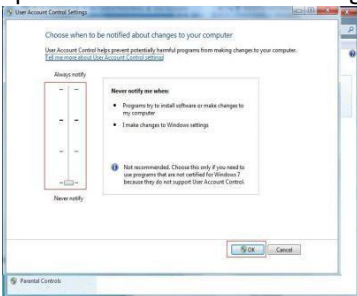 User Account Control Settings
Choose when to be notified about changes to your computer
User Account Control helps prevent potentially harmful programs from making changes to your computer.
Tell me more about User Account Control settings
Always notify
Never notify me when:
Programs try to install software or make changes to
my computer
I make changes to Windows settings
Not recommended. Choose this only if you need to
use programs that are not certified for Windows 7
because they do not support User Account Control.
Never notify
OK
Cancel
Parental Controls